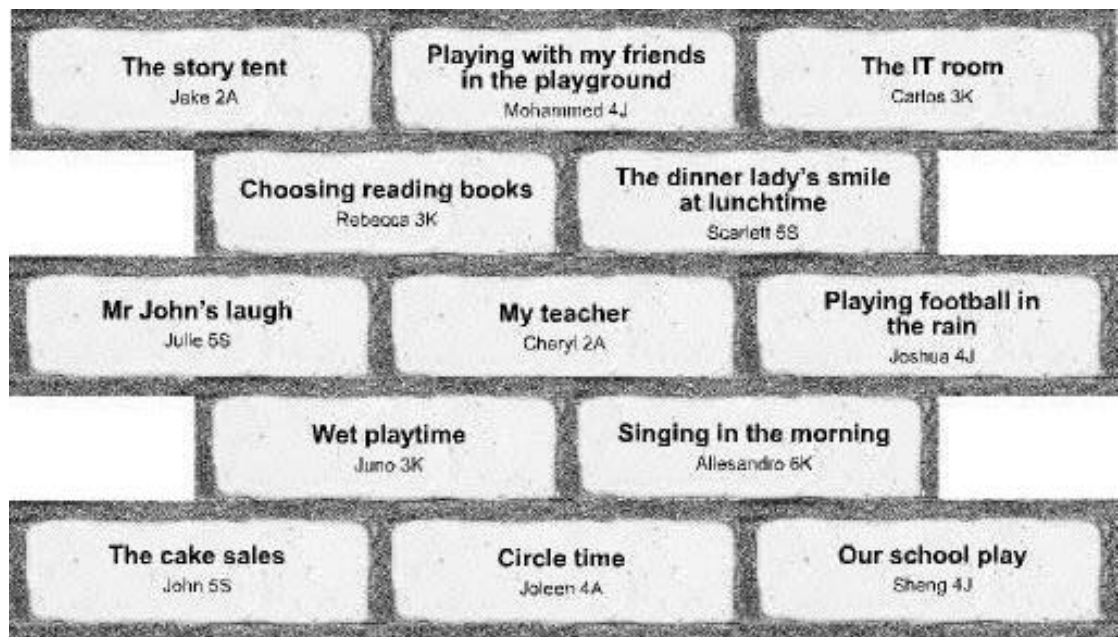 The story tent
Jake 2A
Playing with my friends
in the playground
Mohammed 4J
The IT room
Carlos 3K
Choosing reading books
Rebecca 3K
The dinner lady's smile
at lunchtime
Scarlett 5S
Mr John's laugh
Julie 5S
My teacher
Cheryl 2A
Playing football in
the rain
Joshua 4J
Wet playtime
Juno 3K
Singing in the morning
Allesandro 6K
The cake sales
John 5S
Circle time
Joleen 4A
Our school play
Sheng 4J